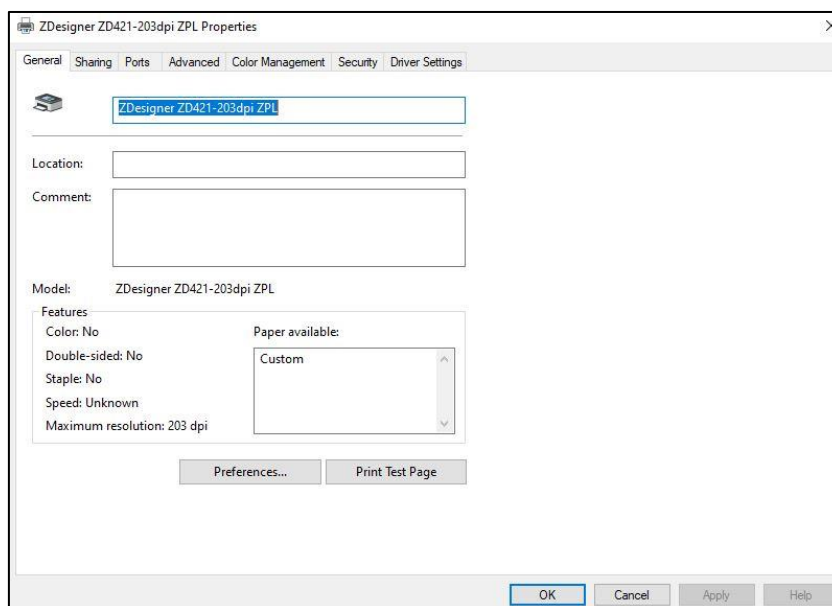 ZDesigner ZD421-203dpi ZPL Properties
General Sharing Ports Advanced Color Management Security Driver Settings
ZDesigner ZD421-203dpi ZPL
Location:
Comment:
Model: ZDesigner ZD421-203dpi ZPL
Features
Color: No
Paper available:
Double-sided: No
Custom
Staple: No
Speed: Unknown
Maximum resolution: 203 dpi
Preferences... Print Test Page
OK Cancel Apply Help